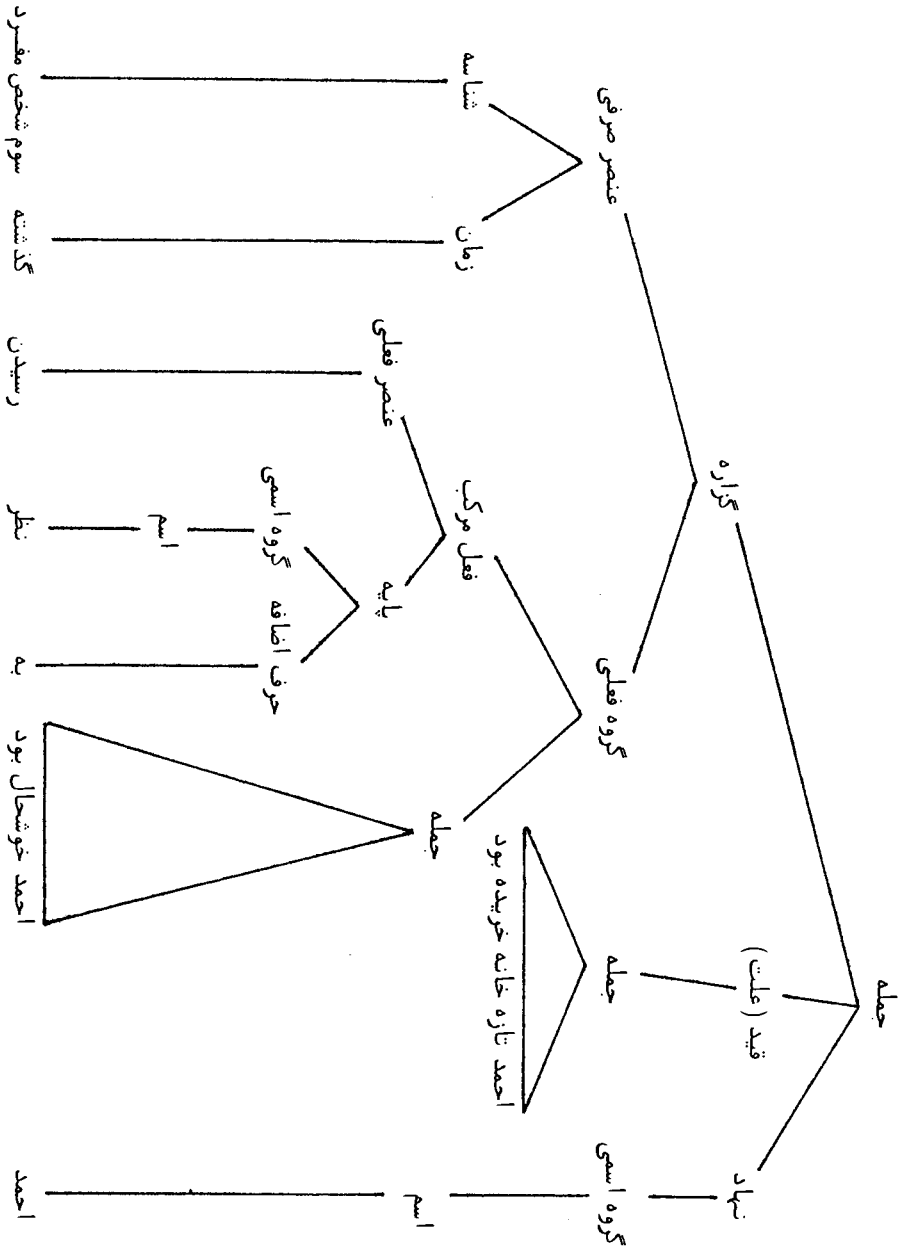 جمله
نهاد
قید (علت)
گزاره
گروه اسمی
جمله
گروه فعلی
عنصر صرفی
اسم
احمد تازه خانه خریده بود
جمله
فعل مرکب
زمان
شناسه
پایه
عنصر فعلی
حرف اضافه
گروه اسمی
اسم
احمد
احمد خوشحال بود
به
نظر
رسیدن
گذشته
سوم شخص مفرد